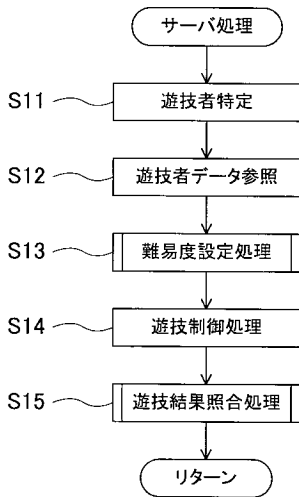 サーバ処理
S11
遊技者特定
S12
遊技者データ参照
S13
難易度設定処理
S14
遊技制御処理
S15
遊技結果照合処理
リターン